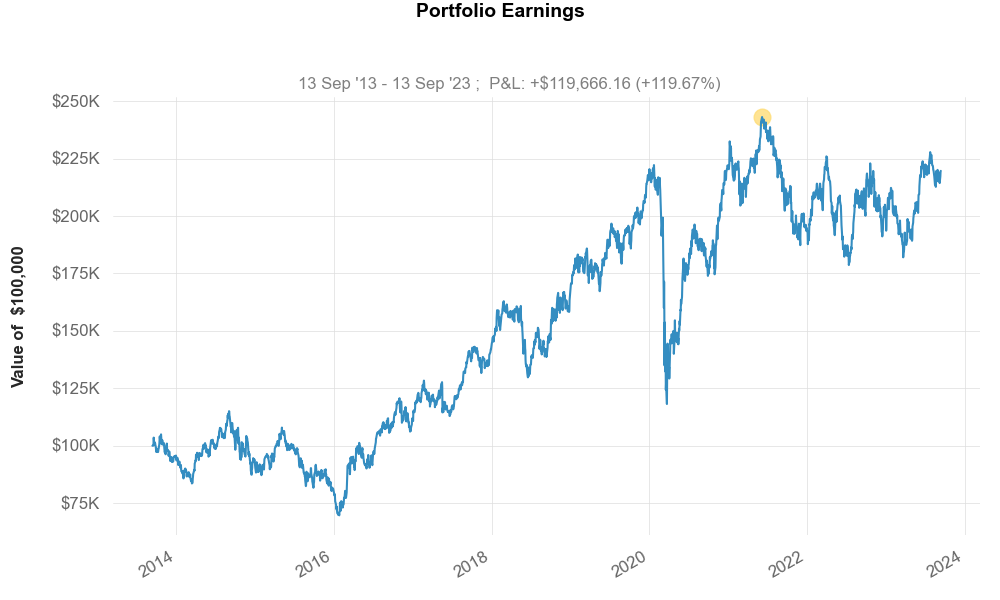 Portfolio Earnings
13 Sep '13 - 13 Sep '23 ;  P&L: +$119,666.16 (+119.67%)
$250K
$225K
$200K
$175K
$150K
$125K
$100K
$75K
Value of  $100,000
2014
2016
2018
2020
2022
2024